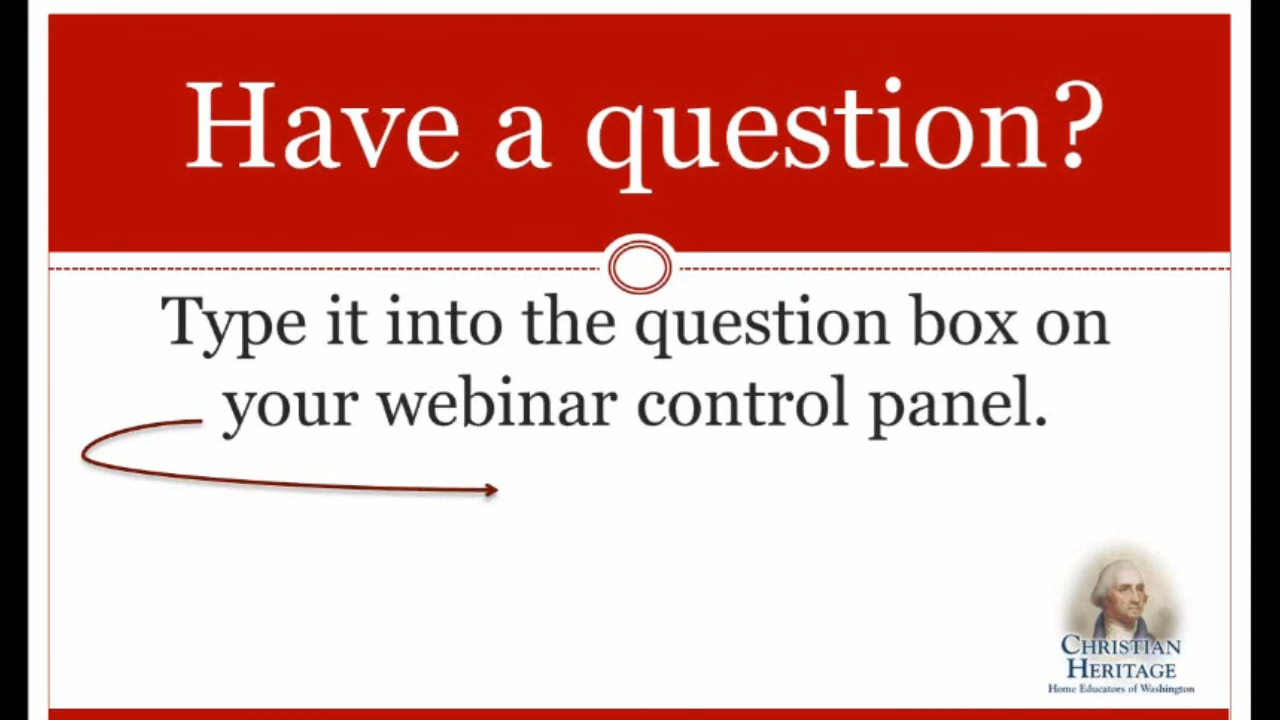 Have a question?
Type it into the question box on
your webinar control panel.
CHRISTIAN
HERITAGE
Home Educators of Washington